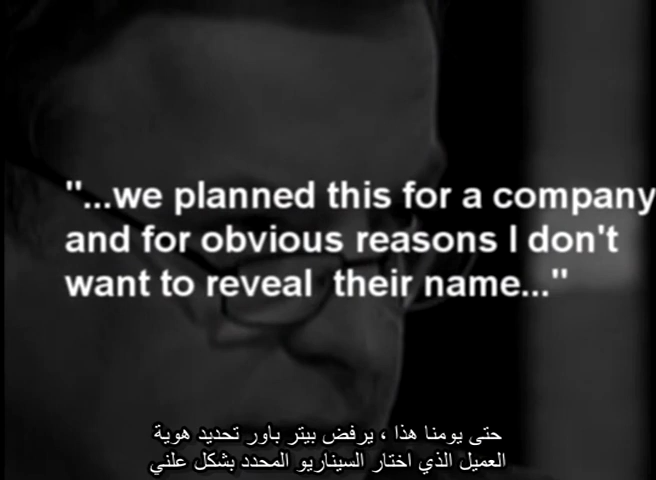 "...we planned this for a company
and for obvious reasons I don't
want to reveal their name..."
حتى يومنا هذا ، يرفض بيتر باور تحديد هوية
العميل الذي اختار السيناريو المحدد بشكل علني